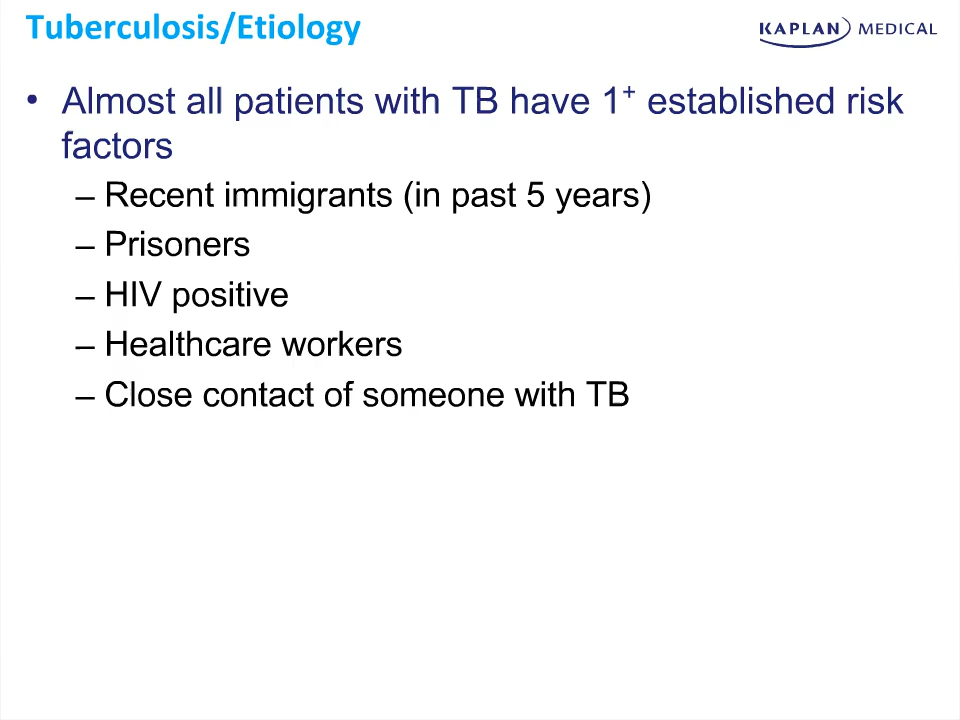 Tuberculosis/Etiology
KAPLAN MEDICAL
• Almost all patients with TB have 1⁺ established risk
factors
– Recent immigrants (in past 5 years)
– Prisoners
– HIV positive
– Healthcare workers
– Close contact of someone with TB